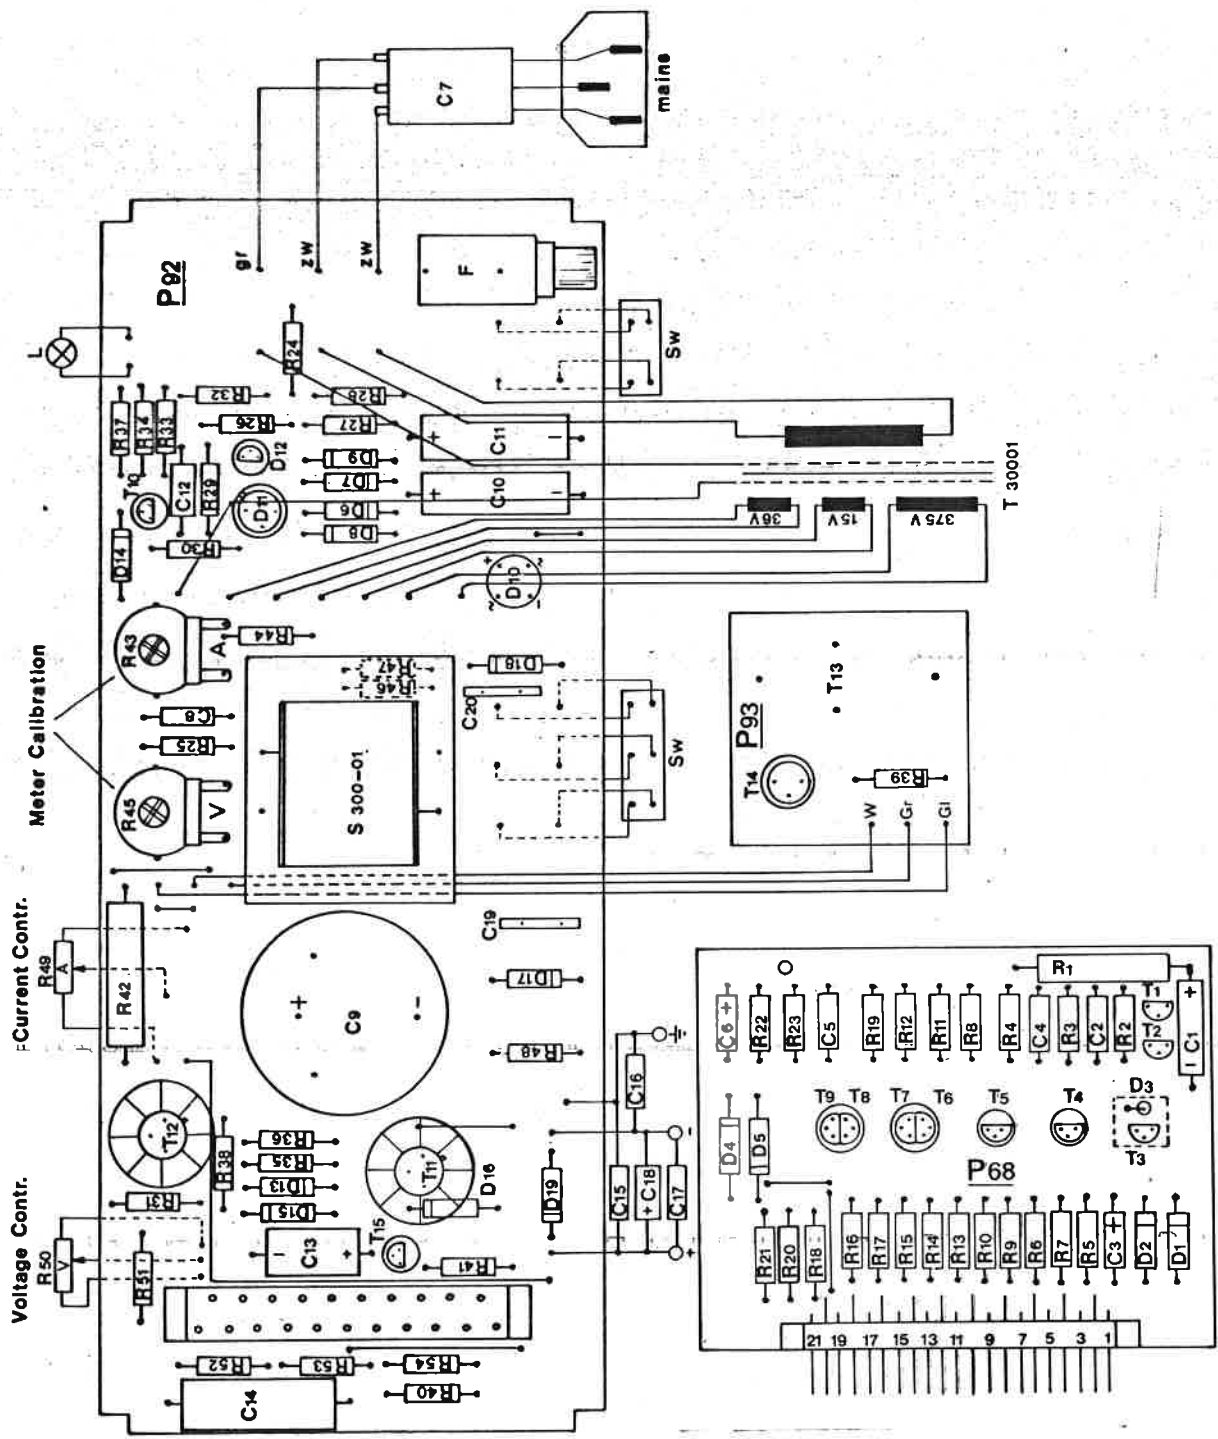 C7
mains
P92
gr
zw
zw
F
L
R24
Sw
R37
R34
R33
R32
R28
R26
R27
T10
C12
R29
D12
D11
D9
D7
D6
D8
+ C11 -
+ C10 -
D14
R30
36V
15V
375V
T 30001
+
~
D10
~
-
Meter Calibration
R43
A
R44
C8
R25
R45
V
R47
R46
S 300-01
D18
C20
Sw
P93
T13
T14
R39
W
Gr
Gl
Current Contr.
R49
A
R42
+
C9
-
C19
D17
R48
C16
T12
R38
R36
R35
D13
D15
T11
D16
D19
C15
+ C18
C17
-
+
R31
Voltage Contr.
R50
V
R51
- C13 +
T15
R41
R52
R53
R54
R40
C14
R1
C6 +
R22
R23
C5
R19
R12
R11
R8
R4
C4
R3
C2
R2
T1
T2
+
C1
-
D4
D5
T9
T8
T7
T6
T5
T4
D3
T3
P68
R21
R20
R18
R16
R17
R15
R14
R13
R10
R9
R6
R7
R5
C3 +
D2
D1
21 19 17 15 13 11 9 7 5 3 1